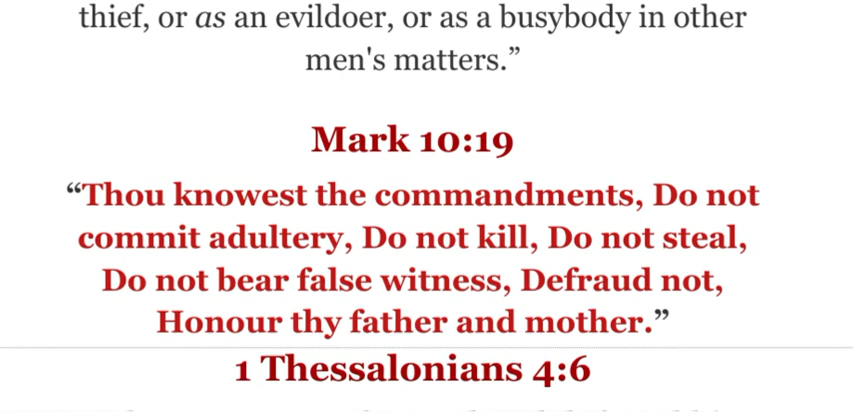 thief, or as an evildoer, or as a busybody in other
men's matters.”
Mark 10:19
“Thou knowest the commandments, Do not
commit adultery, Do not kill, Do not steal,
Do not bear false witness, Defraud not,
Honour thy father and mother.”
1 Thessalonians 4:6